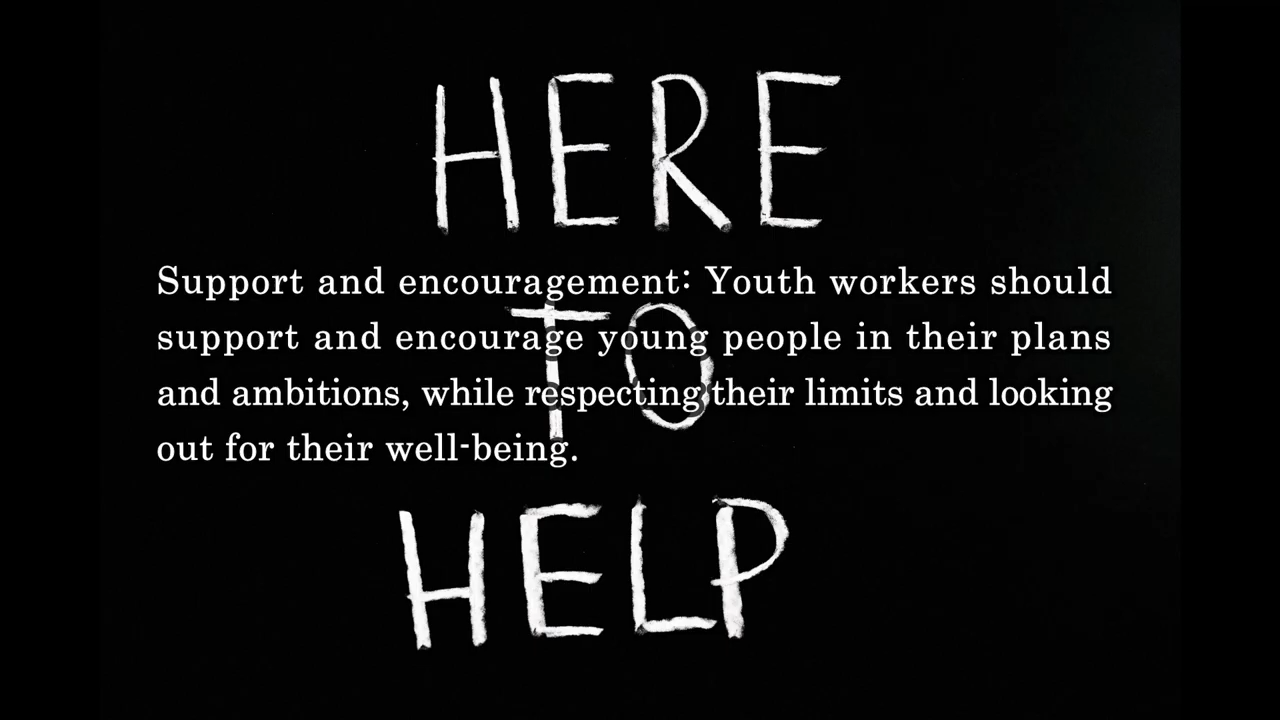 HERE
Support and encouragement: Youth workers should
support and encourage young people in their plans
TO
and ambitions, while respecting their limits and looking
out for their well-being.
HELP